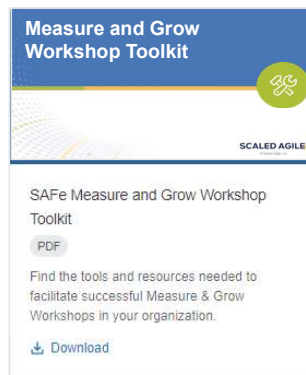 Measure and Grow
Workshop Toolkit
SCALED AGILE
SAFe Measure and Grow Workshop
Toolkit
PDF
Find the tools and resources needed to
facilitate successful Measure & Grow
Workshops in your organization.
Download